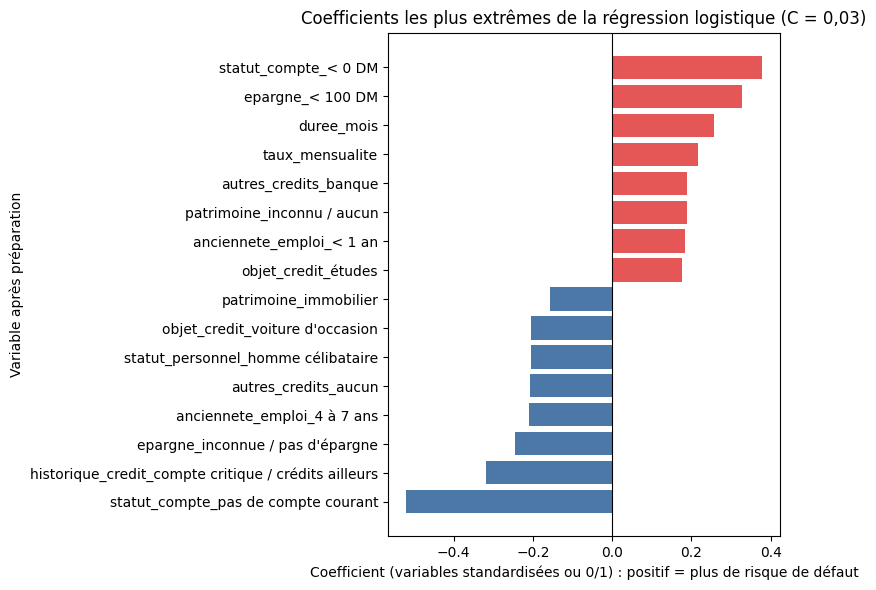 Coefficients les plus extrêmes de la régression logistique (C = 0,03)
Variable après préparation
statut_compte_< 0 DM
epargne_< 100 DM
duree_mois
taux_mensualite
autres_credits_banque
patrimoine_inconnu / aucun
anciennete_emploi_< 1 an
objet_credit_études
patrimoine_immobilier
objet_credit_voiture d'occasion
statut_personnel_homme célibataire
autres_credits_aucun
anciennete_emploi_4 à 7 ans
epargne_inconnue / pas d'épargne
historique_credit_compte critique / crédits ailleurs
statut_compte_pas de compte courant
−0.4 −0.2 0.0 0.2 0.4
Coefficient (variables standardisées ou 0/1) : positif = plus de risque de défaut